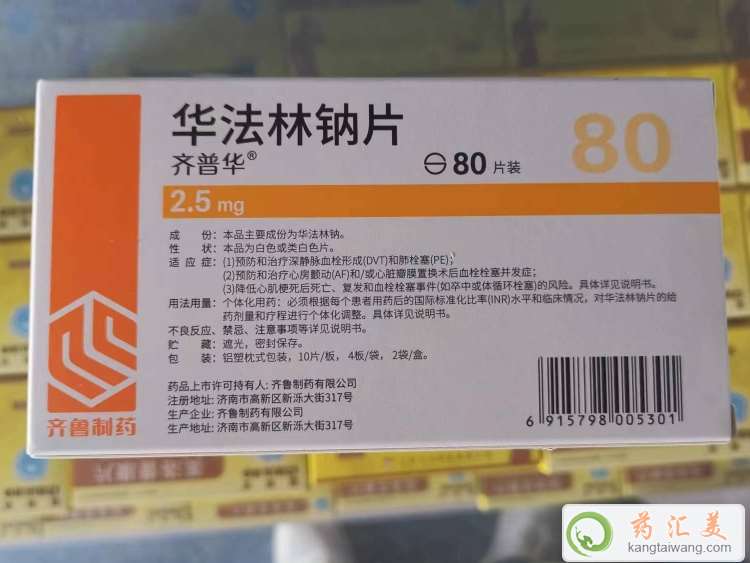 华法林钠片
齐普华®
80 片装
80
2.5 mg
成 份：本品主要成份为华法林钠。
性 状：本品为白色或类白色片。
适 应 症：(1)预防和治疗深静脉血栓形成(DVT)和肺栓塞(PE)；
(2)预防和治疗心房颤动(AF)和/或心脏瓣膜置换术后血栓栓塞并发症；
(3)降低心肌梗死后死亡、复发和血栓栓塞事件(如卒中或体循环栓塞)的风险。具体详见说明书。
用法用量：个体化用药：必须根据每个患者用药后的国际标准化比率(INR)水平和临床情况，对华法林钠片的给
药剂量和疗程进行个体化调整。具体详见说明书。
不良反应、禁忌、注意事项等详见说明书。
贮 藏：遮光，密封保存。
包 装：铝塑枕式包装，10片/板，4板/袋，2袋/盒。
药品上市许可持有人: 齐鲁制药有限公司
注册地址: 济南市高新区新泺大街317号
生产企业: 齐鲁制药有限公司
生产地址: 济南市高新区新泺大街317号
齐鲁制药
6 915798 005301
药汇美
kangtaiwang.com